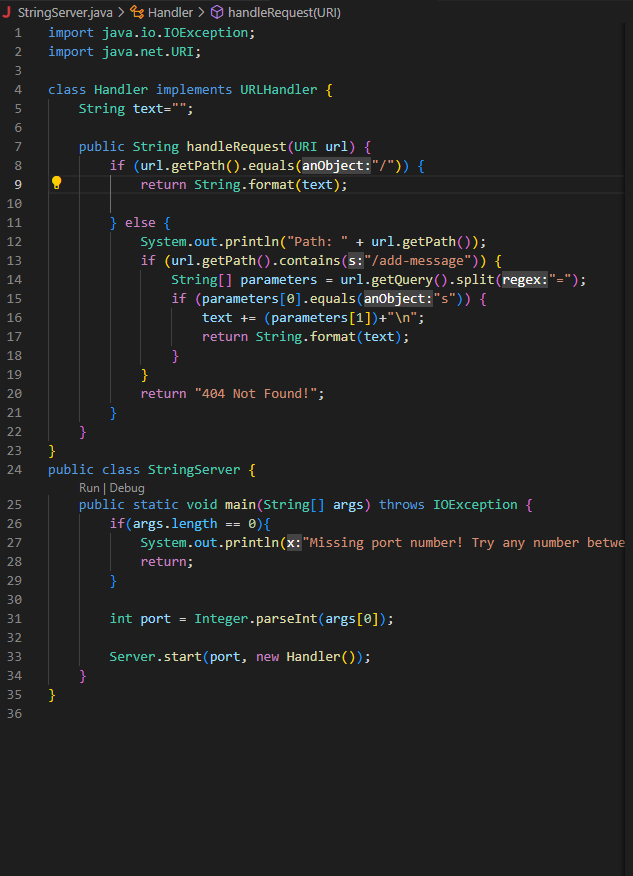 StringServer.java > Handler > handleRequest(URI)
1 import java.io.IOException;
2 import java.net.URI;
3
4 class Handler implements URLHandler {
5     String text="";
6
7     public String handleRequest(URI url) {
8         if (url.getPath().equals(anObject:"/")) {
9             return String.format(text);
10
11         } else {
12             System.out.println("Path: " + url.getPath());
13             if (url.getPath().contains(s:"/add-message")) {
14                 String[] parameters = url.getQuery().split(regex:"=");
15                 if (parameters[0].equals(anObject:"s")) {
16                     text += (parameters[1])+"\n";
17                     return String.format(text);
18                 }
19             }
20             return "404 Not Found!";
21         }
22     }
23 }
24 public class StringServer {
Run | Debug
25     public static void main(String[] args) throws IOException {
26         if(args.length == 0){
27             System.out.println(x:"Missing port number! Try any number betwe
28             return;
29         }
30
31         int port = Integer.parseInt(args[0]);
32
33         Server.start(port, new Handler());
34     }
35 }
36